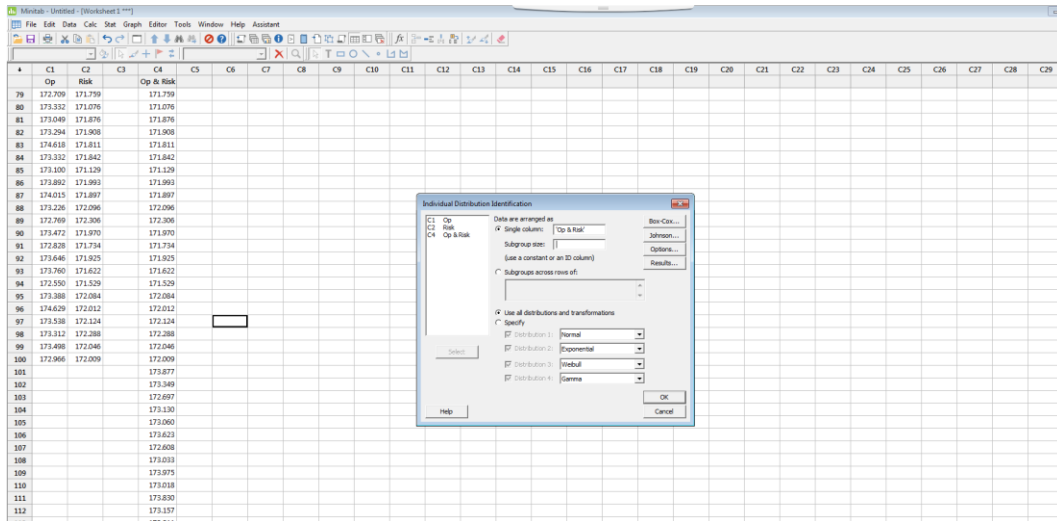 Minitab - Untitled - [Worksheet 1 ***]
File Edit Data Calc Stat Graph Editor Tools Window Help Assistant
C1 C2 C3 C4 C5 C6 C7 C8 C9 C10 C11 C12 C13 C14 C15 C16 C17 C18 C19 C20 C21 C22 C23 C24 C25 C26 C27 C28 C29
Op Risk Op & Risk
79 172.709 171.759 171.759
80 173.332 171.076 171.076
81 173.049 171.876 171.876
82 173.294 171.908 171.908
83 174.618 171.811 171.811
84 173.332 171.842 171.842
85 173.100 171.129 171.129
86 173.892 171.993 171.993
87 174.015 171.897 171.897
88 173.226 172.096 172.096
89 172.769 172.306 172.306
90 173.472 171.970 171.970
91 172.828 171.734 171.734
92 173.646 171.925 171.925
93 173.760 171.622 171.622
94 172.550 171.529 171.529
95 173.388 172.084 172.084
96 174.629 172.012 172.012
97 173.538 172.124 172.124
98 173.312 172.288 172.288
99 173.498 172.046 172.046
100 172.966 172.009 172.009
101 173.877
102 173.349
103 172.697
104 173.130
105 173.060
106 173.623
107 172.608
108 173.033
109 173.975
110 173.018
111 173.830
112 173.157
Individual Distribution Identification
C1 Op
C2 Risk
C4 Op & Risk
Data are arranged as
Single column: 'Op & Risk'
Subgroup size:
(use a constant or an ID column)
Subgroups across rows of:
Use all distributions and transformations
Specify
Distribution 1: Normal
Distribution 2: Exponential
Distribution 3: Weibull
Distribution 4: Gamma
Box-Cox...
Johnson...
Options...
Results...
Select
Help
OK
Cancel